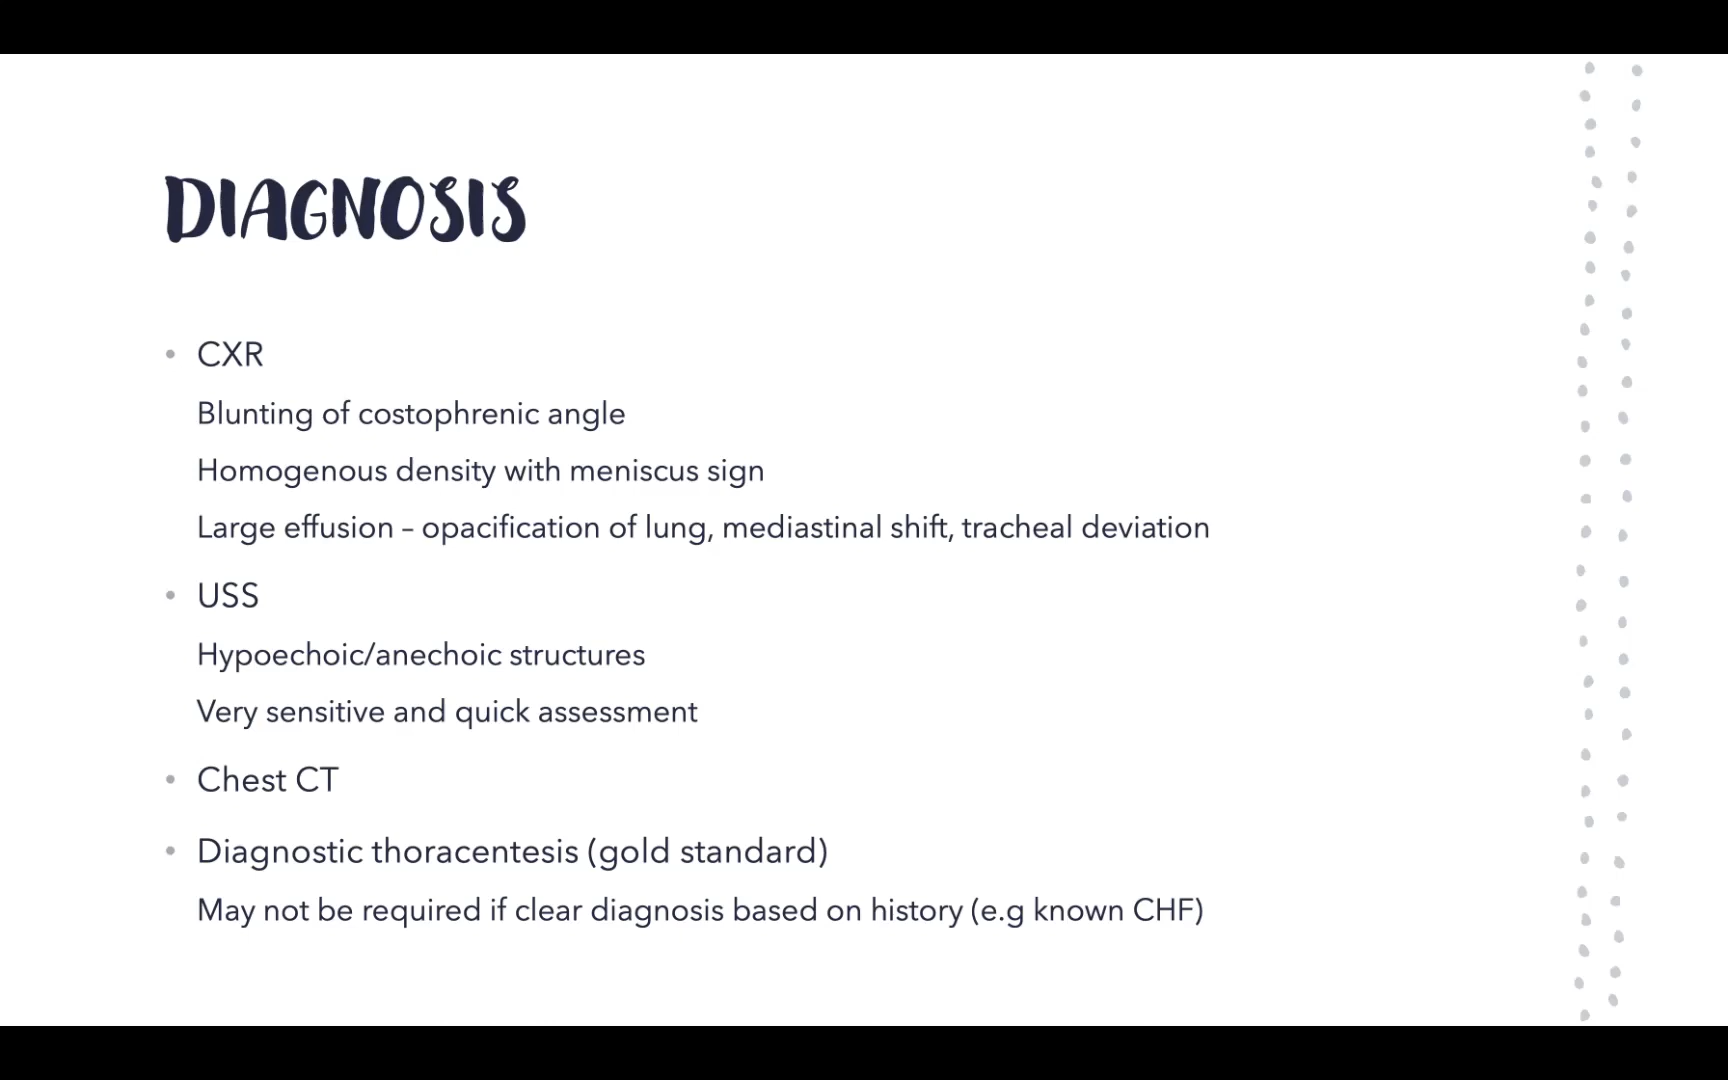 DIAGNOSIS
• CXR
Blunting of costophrenic angle
Homogenous density with meniscus sign
Large effusion – opacification of lung, mediastinal shift, tracheal deviation
• USS
Hypoechoic/anechoic structures
Very sensitive and quick assessment
• Chest CT
• Diagnostic thoracentesis (gold standard)
May not be required if clear diagnosis based on history (e.g known CHF)